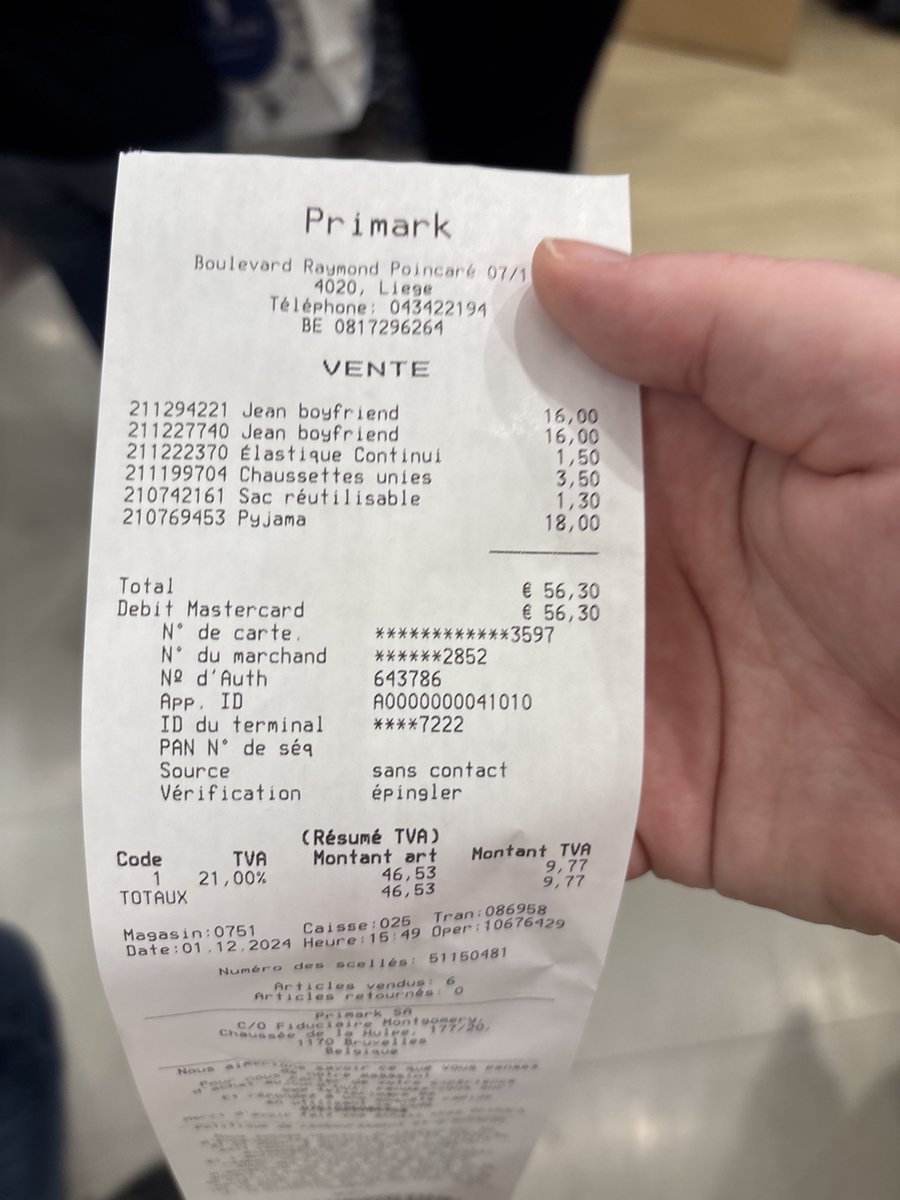 Primark
Boulevard Raymond Poincaré 07/1
4020, Liege
Téléphone: 043422194
BE 0817296264
VENTE
211294221 Jean boyfriend 16,00
211227740 Jean boyfriend 16,00
211222370 Élastique Continui 1,50
211199704 Chaussettes unies 3,50
210742161 Sac réutilisable 1,30
210769453 Pyjama 18,00
Total € 56,30
Debit Mastercard € 56,30
N° de carte. ************3597
N° du marchand ******2852
Nº d'Auth 643786
App. ID A0000000041010
ID du terminal ****7222
PAN N° de séq
Source sans contact
Vérification épingler
(Résumé TVA)
Code TVA Montant art Montant TVA
1 21,00% 46,53 9,77
TOTAUX 46,53 9,77
Magasin:0751 Caisse:025 Tran:086958
Date:01.12.2024 Heure:15:49 Oper:10676429
Numéro des scellés: 51150481
Articles vendus: 6
Articles retournés: 0
Primark SA
C/O Fiduciaire Montgomery,
Chaussée de la Hulpe, 177/20,
1170 Bruxelles
Belgique